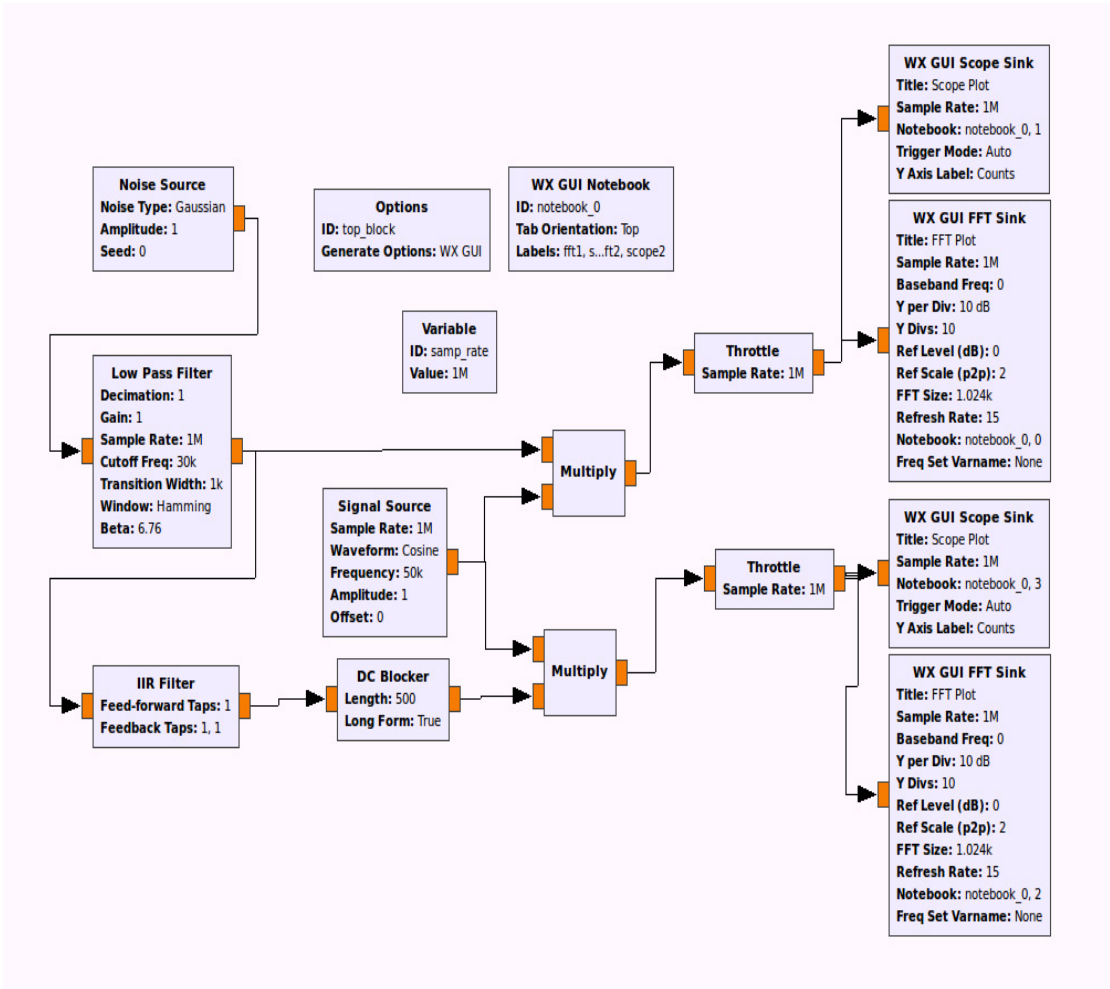 Noise Source
Noise Type: Gaussian
Amplitude: 1
Seed: 0
Options
ID: top_block
Generate Options: WX GUI
WX GUI Notebook
ID: notebook_0
Tab Orientation: Top
Labels: fft1, s...ft2, scope2
Variable
ID: samp_rate
Value: 1M
Low Pass Filter
Decimation: 1
Gain: 1
Sample Rate: 1M
Cutoff Freq: 30k
Transition Width: 1k
Window: Hamming
Beta: 6.76
Signal Source
Sample Rate: 1M
Waveform: Cosine
Frequency: 50k
Amplitude: 1
Offset: 0
IIR Filter
Feed-forward Taps: 1
Feedback Taps: 1, 1
DC Blocker
Length: 500
Long Form: True
Multiply
Multiply
Throttle
Sample Rate: 1M
Throttle
Sample Rate: 1M
WX GUI Scope Sink
Title: Scope Plot
Sample Rate: 1M
Notebook: notebook_0, 1
Trigger Mode: Auto
Y Axis Label: Counts
WX GUI FFT Sink
Title: FFT Plot
Sample Rate: 1M
Baseband Freq: 0
Y per Div: 10 dB
Y Divs: 10
Ref Level (dB): 0
Ref Scale (p2p): 2
FFT Size: 1.024k
Refresh Rate: 15
Notebook: notebook_0, 0
Freq Set Varname: None
WX GUI Scope Sink
Title: Scope Plot
Sample Rate: 1M
Notebook: notebook_0, 3
Trigger Mode: Auto
Y Axis Label: Counts
WX GUI FFT Sink
Title: FFT Plot
Sample Rate: 1M
Baseband Freq: 0
Y per Div: 10 dB
Y Divs: 10
Ref Level (dB): 0
Ref Scale (p2p): 2
FFT Size: 1.024k
Refresh Rate: 15
Notebook: notebook_0, 2
Freq Set Varname: None